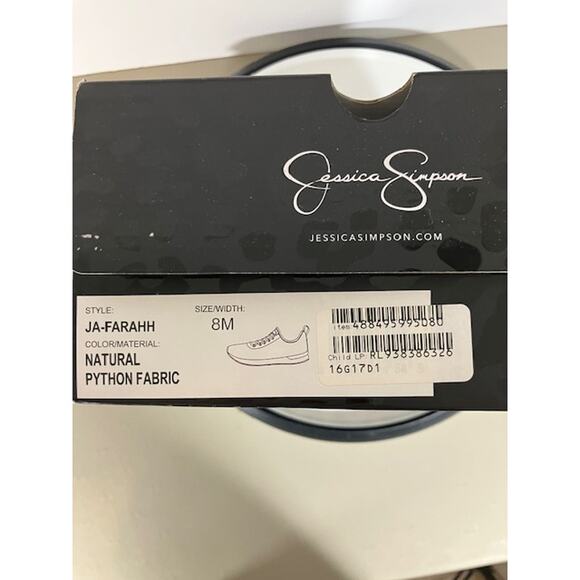 Jessica Simpson
JESSICASIMPSON.COM
STYLE:
JA-FARAHH
COLOR/MATERIAL:
NATURAL
PYTHON FABRIC
SIZE/WIDTH:
8M
item 488495995080
Child LP: RL938386326
16G17D1